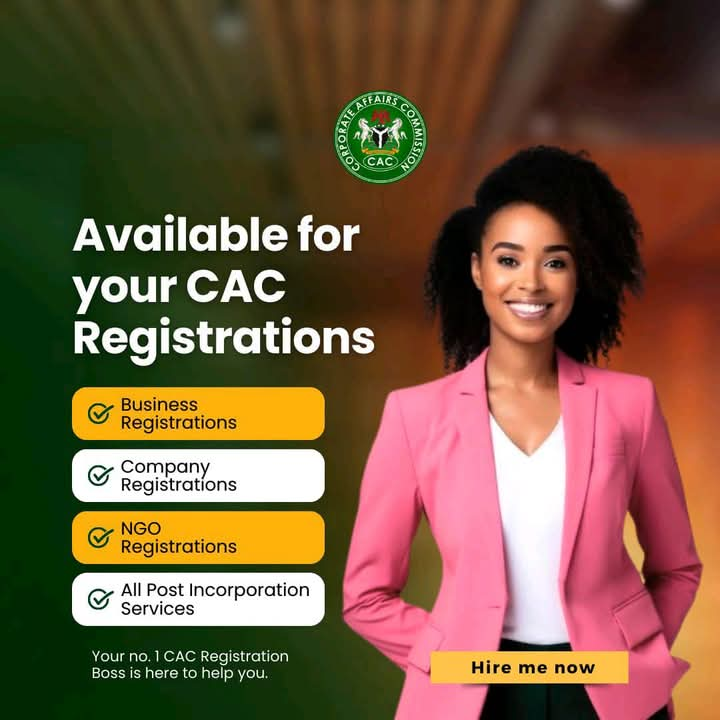 CORPORATE AFFAIRS COMMISSION
CAC
Available for
your CAC
Registrations
Business
Registrations
Company
Registrations
NGO
Registrations
All Post Incorporation
Services
Your no. 1 CAC Registration
Boss is here to help you.
Hire me now